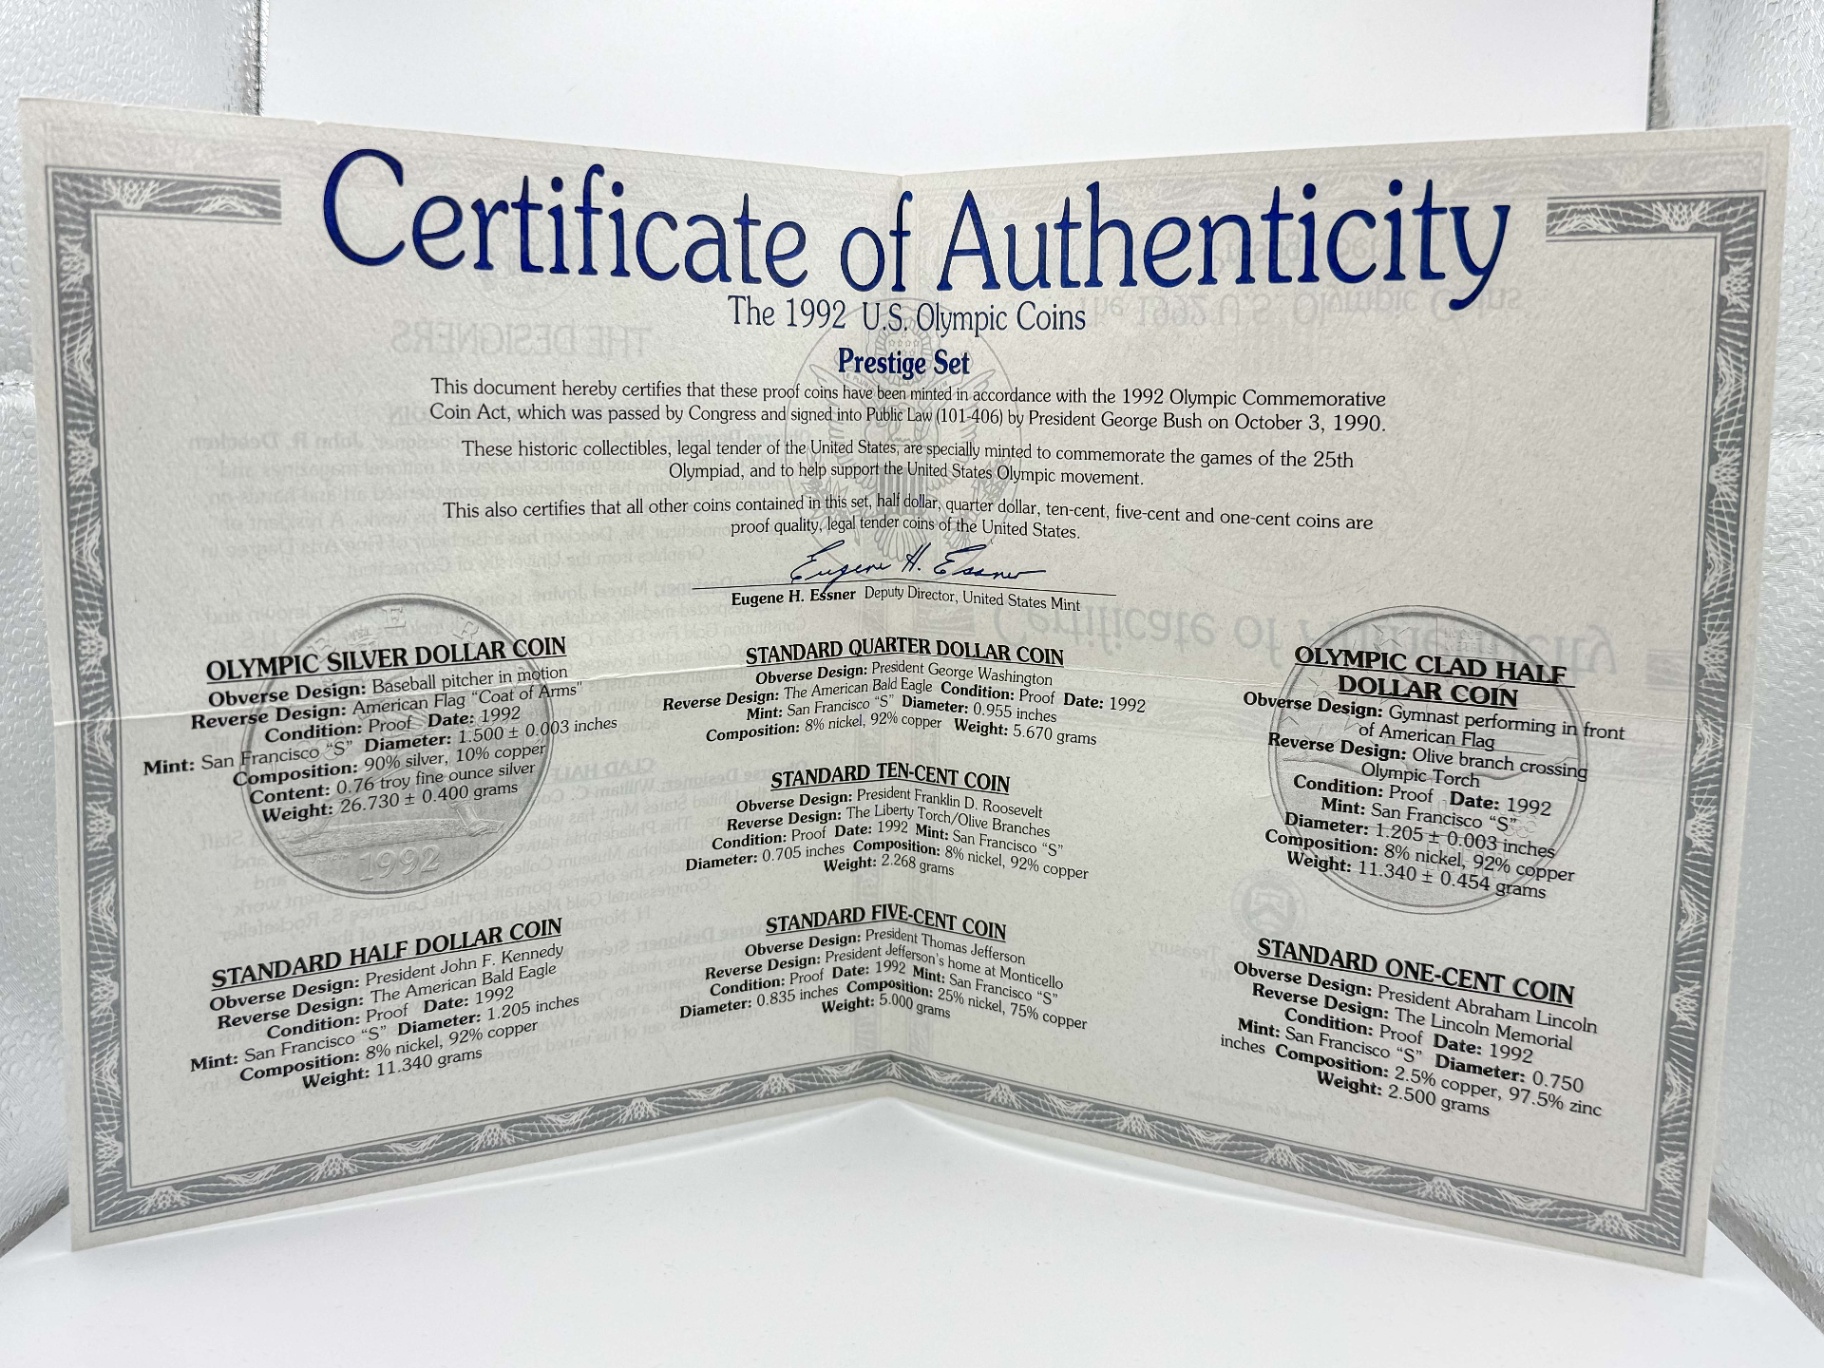 Certificate of Authenticity
The 1992 U.S. Olympic Coins
Prestige Set
This document hereby certifies that these proof coins have been minted in accordance with the 1992 Olympic Commemorative
Coin Act, which was passed by Congress and signed into Public Law (101-406) by President George Bush on October 3, 1990.
These historic collectibles, legal tender of the United States, are specially minted to commemorate the games of the 25th
Olympiad, and to help support the United States Olympic movement.
This also certifies that all other coins contained in this set, half dollar, quarter dollar, ten-cent, five-cent and one-cent coins are
proof quality, legal tender coins of the United States.
Eugene H. Essner
Eugene H. Essner Deputy Director, United States Mint
OLYMPIC SILVER DOLLAR COIN
Obverse Design: Baseball pitcher in motion
Reverse Design: American Flag "Coat of Arms"
Condition: Proof Date: 1992
Mint: San Francisco "S" Diameter: 1.500 ± 0.003 inches
Composition: 90% silver, 10% copper
Content: 0.76 troy fine ounce silver
Weight: 26.730 ± 0.400 grams
1992
STANDARD HALF DOLLAR COIN
Obverse Design: President John F. Kennedy
Reverse Design: The American Bald Eagle
Condition: Proof Date: 1992
Mint: San Francisco "S" Diameter: 1.205 inches
Composition: 8% nickel, 92% copper
Weight: 11.340 grams
STANDARD QUARTER DOLLAR COIN
Obverse Design: President George Washington
Reverse Design: The American Bald Eagle Condition: Proof Date: 1992
Mint: San Francisco "S" Diameter: 0.955 inches
Composition: 8% nickel, 92% copper Weight: 5.670 grams
STANDARD TEN-CENT COIN
Obverse Design: President Franklin D. Roosevelt
Reverse Design: The Liberty Torch/Olive Branches
Condition: Proof Date: 1992 Mint: San Francisco "S"
Diameter: 0.705 inches Composition: 8% nickel, 92% copper
Weight: 2.268 grams
STANDARD FIVE-CENT COIN
Obverse Design: President Thomas Jefferson
Reverse Design: President Jefferson's home at Monticello
Condition: Proof Date: 1992 Mint: San Francisco "S"
Diameter: 0.835 inches Composition: 25% nickel, 75% copper
Weight: 5.000 grams
OLYMPIC CLAD HALF
DOLLAR COIN
Obverse Design: Gymnast performing in front
of American Flag
Reverse Design: Olive branch crossing
Olympic Torch
Condition: Proof Date: 1992
Mint: San Francisco "S"
Diameter: 1.205 ± 0.003 inches
Composition: 8% nickel, 92% copper
Weight: 11.340 ± 0.454 grams
STANDARD ONE-CENT COIN
Obverse Design: President Abraham Lincoln
Reverse Design: The Lincoln Memorial
Condition: Proof Date: 1992
Mint: San Francisco "S" Diameter: 0.750
inches Composition: 2.5% copper, 97.5% zinc
Weight: 2.500 grams